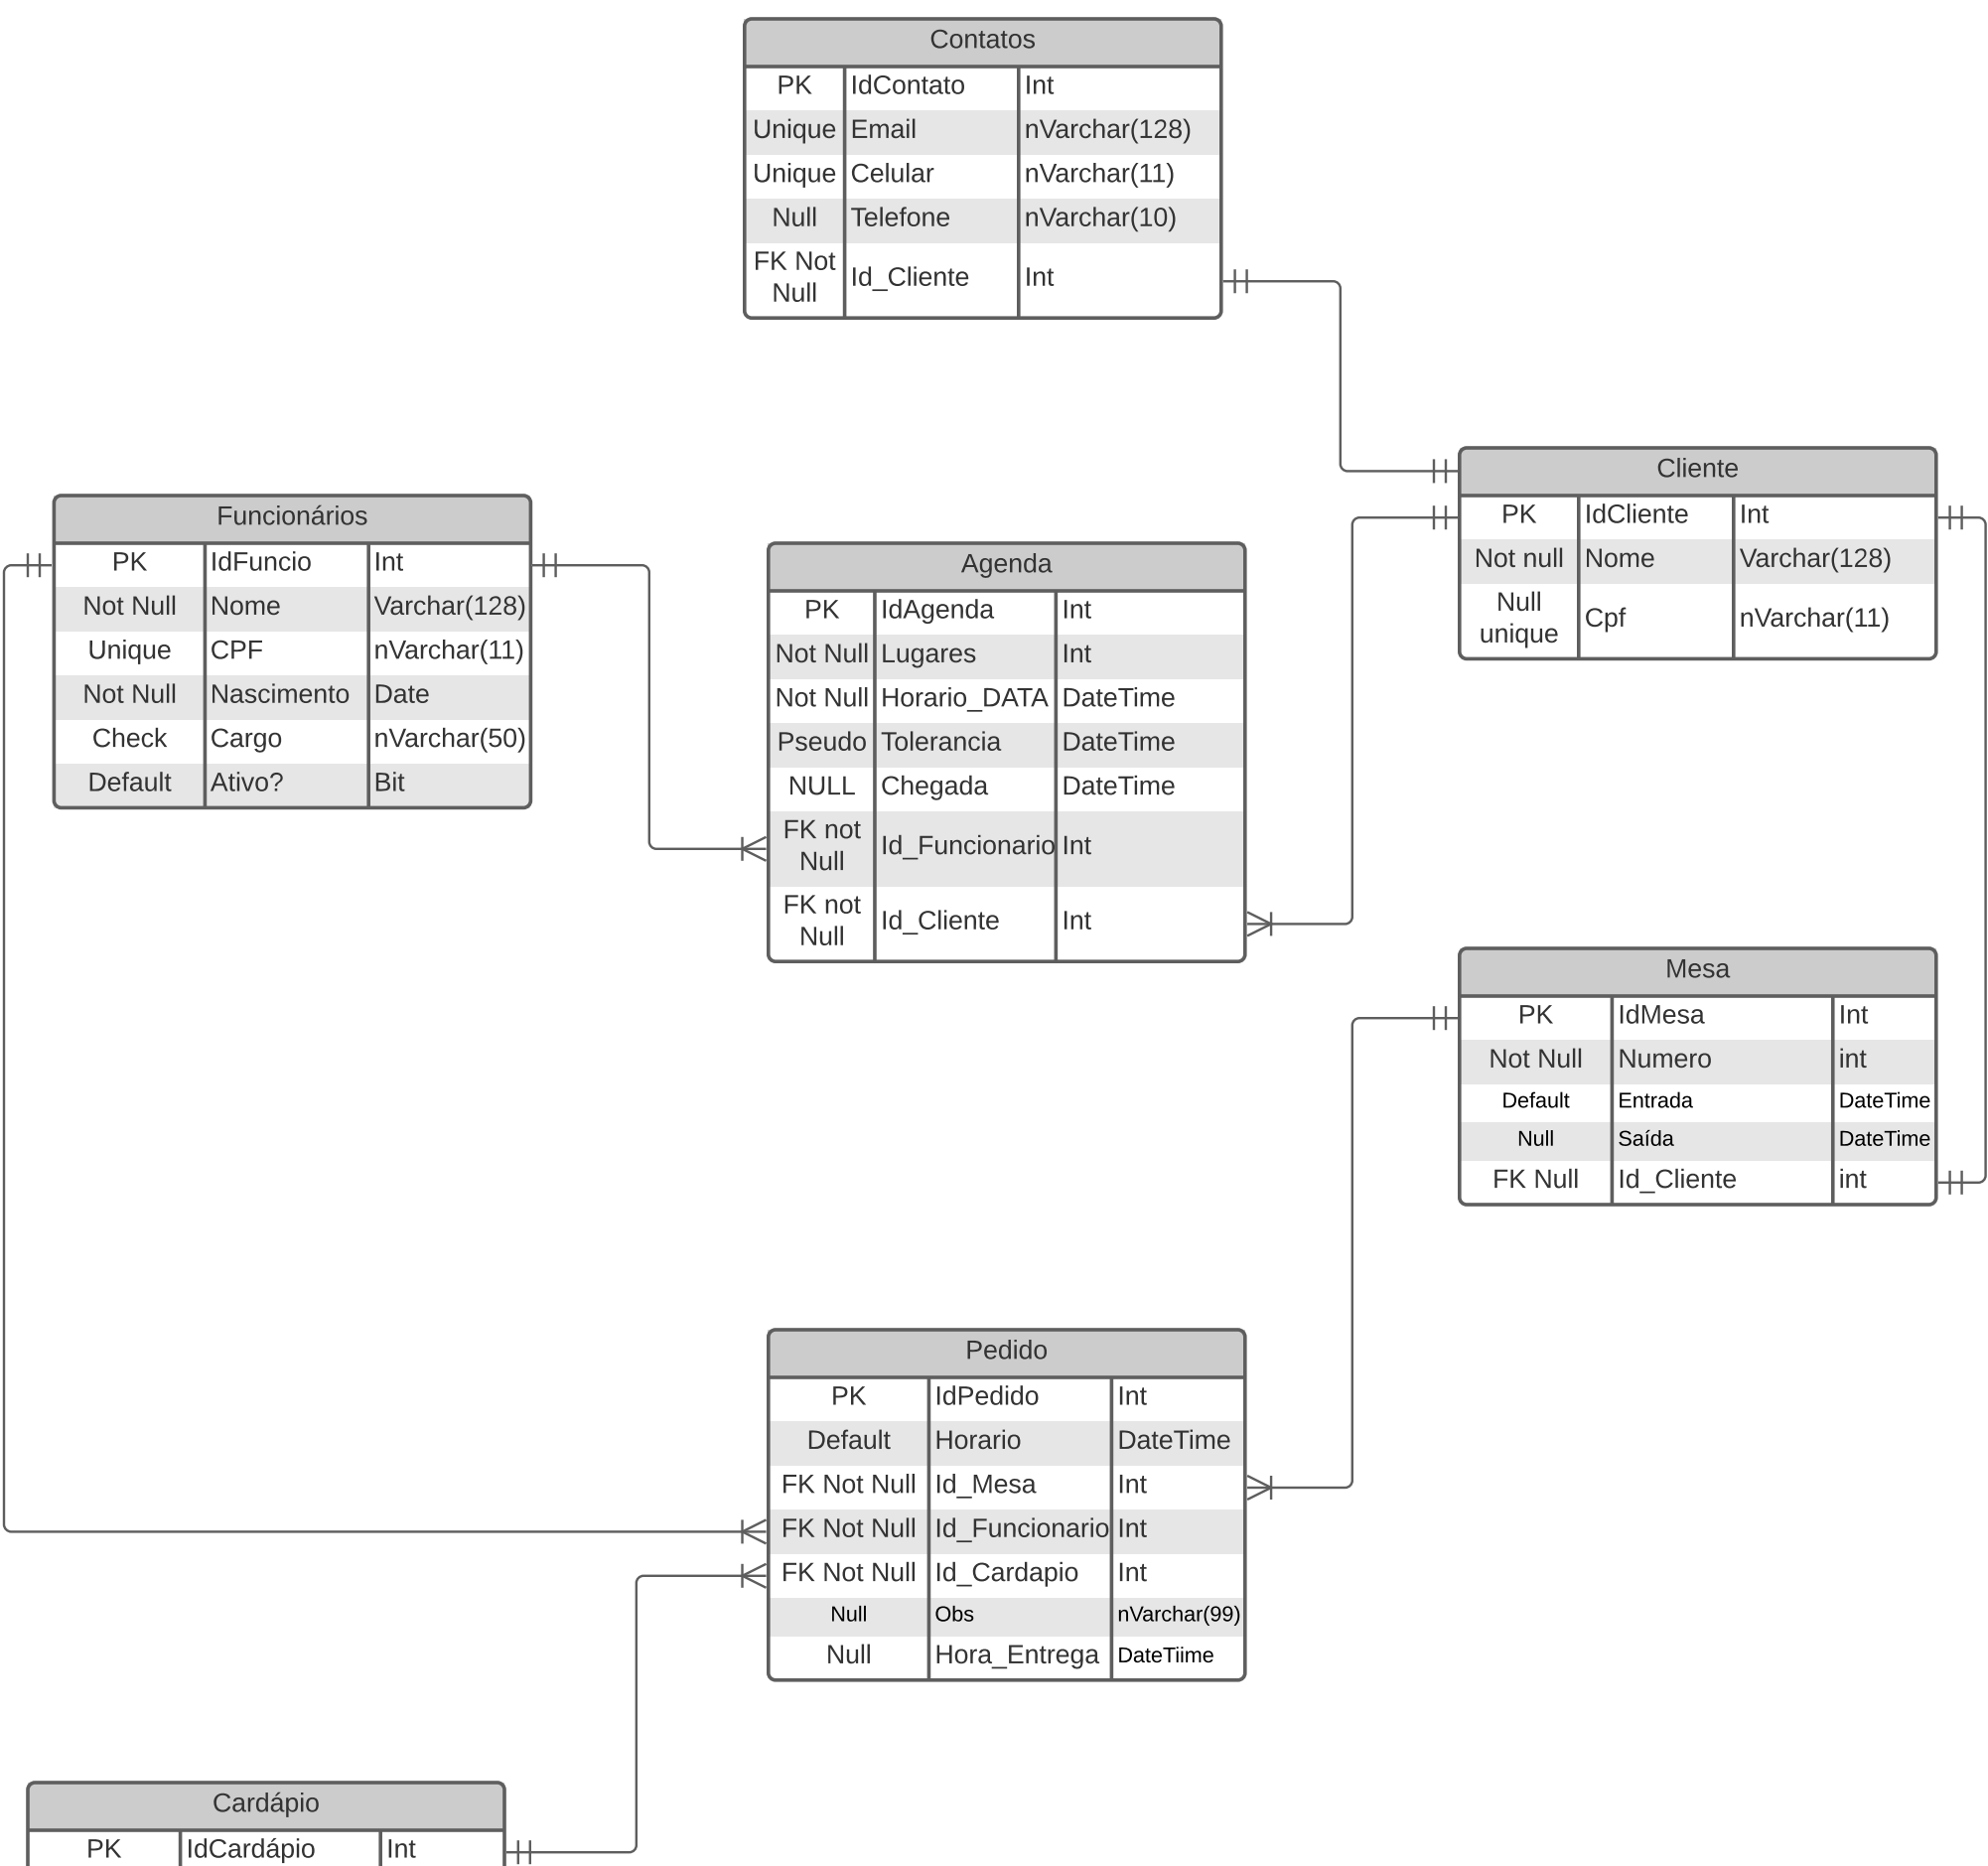 Contatos
PK IdContato Int
Unique Email nVarchar(128)
Unique Celular nVarchar(11)
Null Telefone nVarchar(10)
FK Not
Null Id_Cliente Int
Cliente
PK IdCliente Int
Not null Nome Varchar(128)
Null
unique Cpf nVarchar(11)
Funcionários
PK IdFuncio Int
Not Null Nome Varchar(128)
Unique CPF nVarchar(11)
Not Null Nascimento Date
Check Cargo nVarchar(50)
Default Ativo? Bit
Agenda
PK IdAgenda Int
Not Null Lugares Int
Not Null Horario_DATA DateTime
Pseudo Tolerancia DateTime
NULL Chegada DateTime
FK not
Null Id_Funcionario Int
FK not
Null Id_Cliente Int
Mesa
PK IdMesa Int
Not Null Numero int
Default Entrada DateTime
Null Saída DateTime
FK Null Id_Cliente int
Pedido
PK IdPedido Int
Default Horario DateTime
FK Not Null Id_Mesa Int
FK Not Null Id_Funcionario Int
FK Not Null Id_Cardapio Int
Null Obs nVarchar(99)
Null Hora_Entrega DateTiime
Cardápio
PK IdCardápio Int